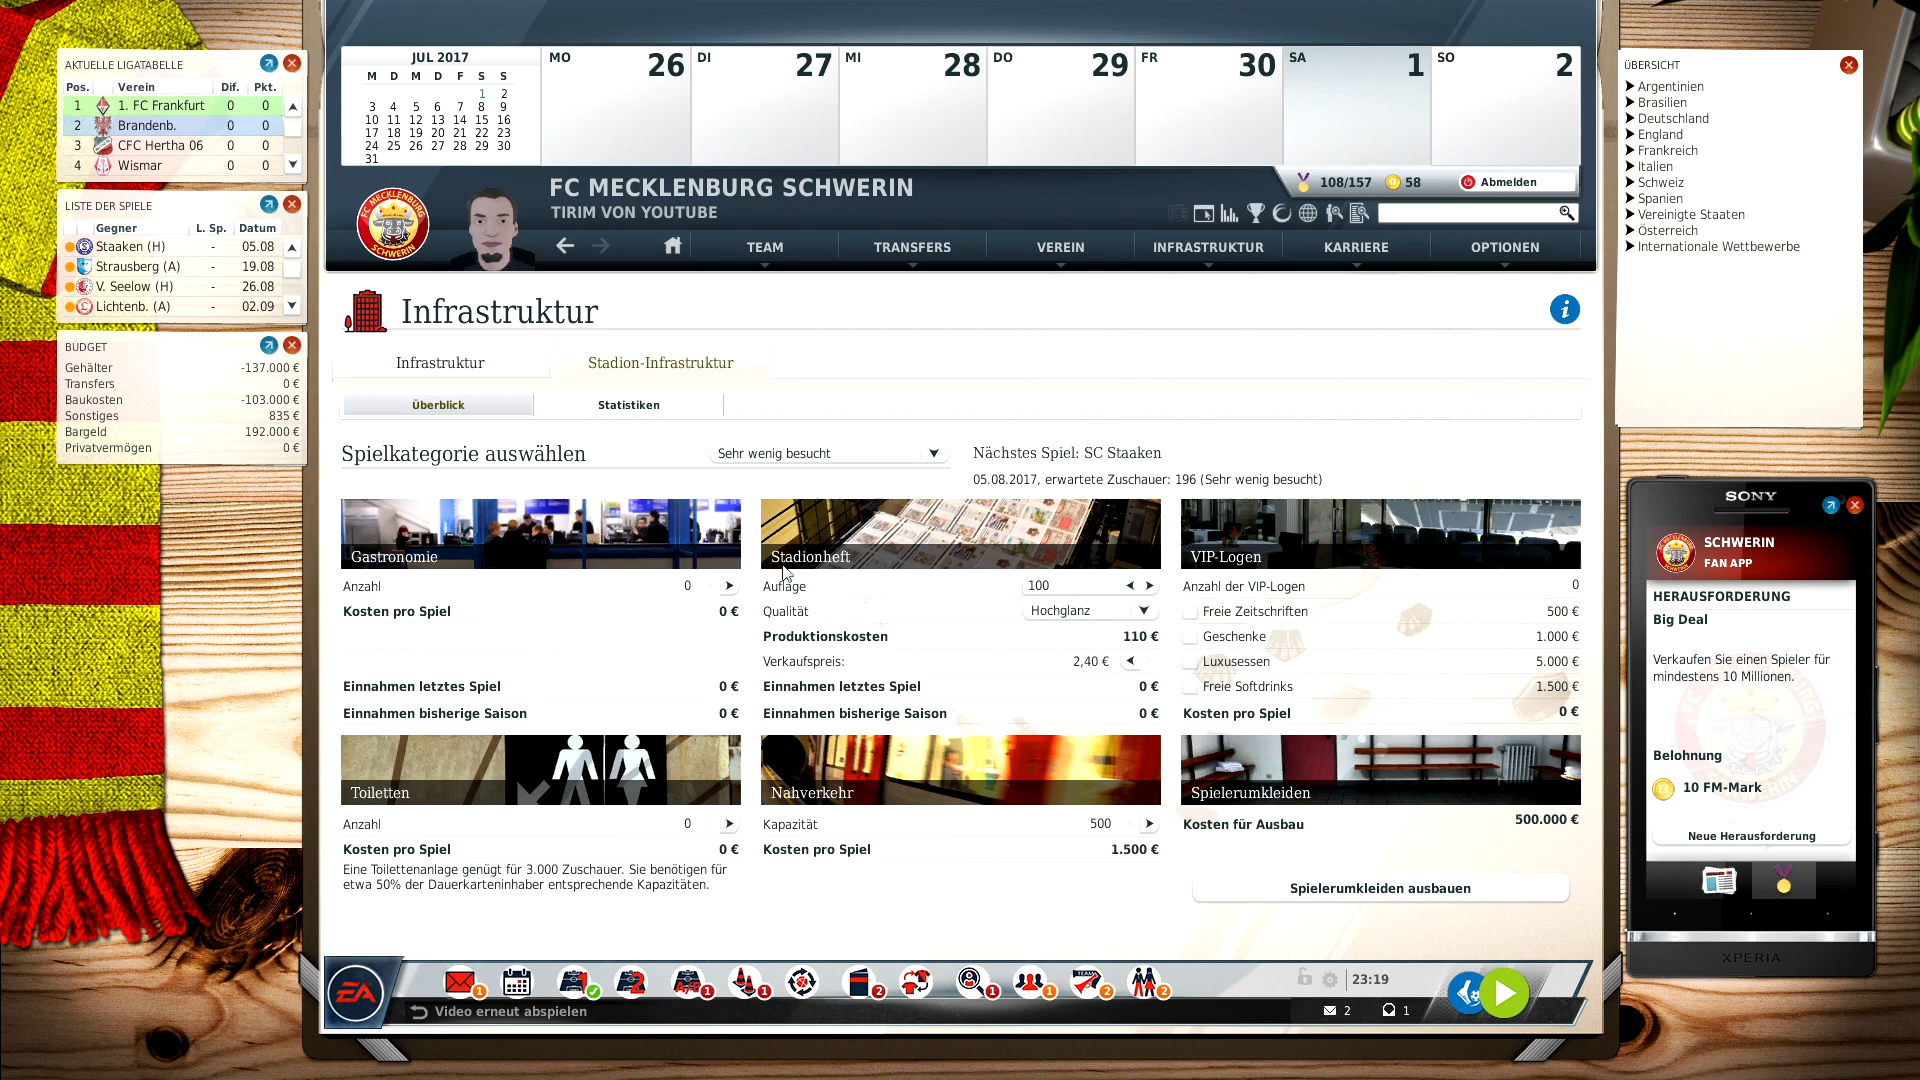 AKTUELLE LIGATABELLE
Pos. Verein Dif. Pkt.
1 1. FC Frankfurt 0 0
2 Brandenb. 0 0
3 CFC Hertha 06 0 0
4 Wismar 0 0
LISTE DER SPIELE
Gegner L. Sp. Datum
Staaken (H) - 05.08
Strausberg (A) - 19.08
V. Seelow (H) - 26.08
Lichtenb. (A) - 02.09
BUDGET
Gehälter -137.000 €
Transfers 0 €
Baukosten -103.000 €
Sonstiges 835 €
Bargeld 192.000 €
Privatvermögen 0 €
JUL 2017
M D M D F S S
1 2
3 4 5 6 7 8 9
10 11 12 13 14 15 16
17 18 19 20 21 22 23
24 25 26 27 28 29 30
31
MO 26 DI 27 MI 28 DO 29 FR 30 SA 1 SO 2
FC MECKLENBURG SCHWERIN
TIRIM VON YOUTUBE
108/157 58 Abmelden
TEAM TRANSFERS VEREIN INFRASTRUKTUR KARRIERE OPTIONEN
Infrastruktur
Infrastruktur Stadion-Infrastruktur
Überblick Statistiken
Spielkategorie auswählen Sehr wenig besucht
Nächstes Spiel: SC Staaken
05.08.2017, erwartete Zuschauer: 196 (Sehr wenig besucht)
Gastronomie
Anzahl 0
Kosten pro Spiel 0 €
Einnahmen letztes Spiel 0 €
Einnahmen bisherige Saison 0 €
Stadionheft
Auflage 100
Qualität Hochglanz
Produktionskosten 110 €
Verkaufspreis: 2,40 €
Einnahmen letztes Spiel 0 €
Einnahmen bisherige Saison 0 €
VIP-Logen
Anzahl der VIP-Logen 0
Freie Zeitschriften 500 €
Geschenke 1.000 €
Luxusessen 5.000 €
Freie Softdrinks 1.500 €
Kosten pro Spiel 0 €
Toiletten
Anzahl 0
Kosten pro Spiel 0 €
Eine Toilettenanlage genügt für 3.000 Zuschauer. Sie benötigen für
etwa 50% der Dauerkarteninhaber entsprechende Kapazitäten.
Nahverkehr
Kapazität 500
Kosten pro Spiel 1.500 €
Spielerumkleiden
Kosten für Ausbau 500.000 €
Spielerumkleiden ausbauen
EA
1 1 2 A/B 1 1 2 1 1 TEAM 2 2
23:19
Video erneut abspielen
2 1
ÜBERSICHT
Argentinien
Brasilien
Deutschland
England
Frankreich
Italien
Schweiz
Spanien
Vereinigte Staaten
Österreich
Internationale Wettbewerbe
SONY
SCHWERIN
FAN APP
HERAUSFORDERUNG
Big Deal
Verkaufen Sie einen Spieler für
mindestens 10 Millionen.
Belohnung
10 FM-Mark
Neue Herausforderung
XPERIA